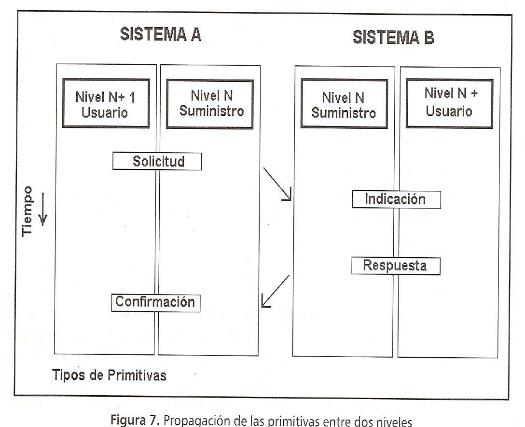 SISTEMA A
SISTEMA B
Nivel N+ 1
Usuario
Nivel N
Suministro
Nivel N
Suministro
Nivel N +
Usuario
Solicitud
Indicación
Tiempo
Respuesta
Confirmación
Tipos de Primitivas
Figura 7. Propagación de las primitivas entre dos niveles